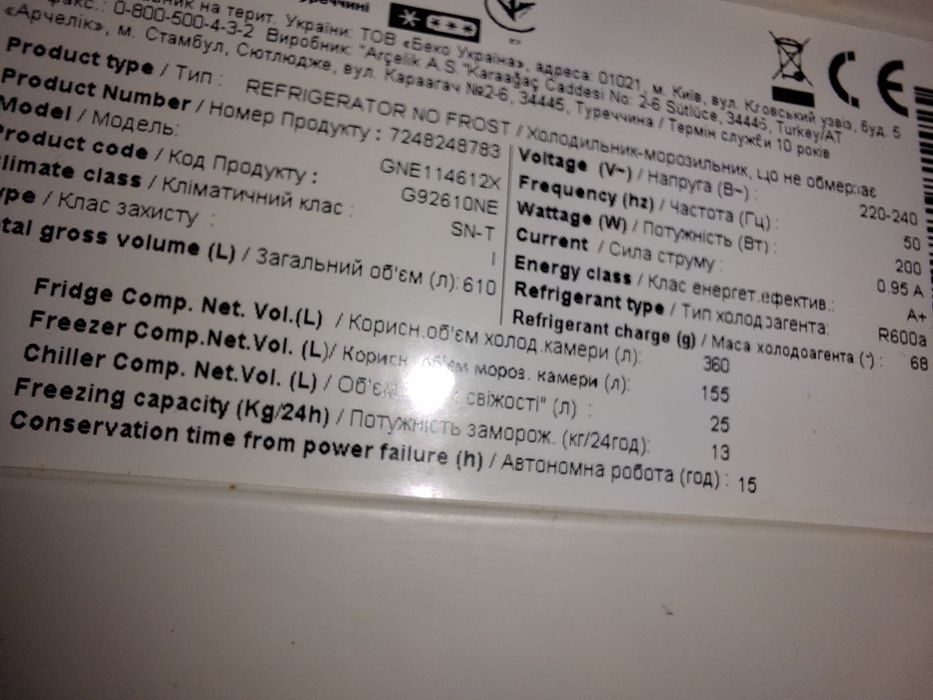 на терит. України: ТОВ «Беко Україна», адреса: 01021, м. Київ, вул. Кловський узвіз, буд. 5
0-800-500-4-3-2 Виробник: "Arçelik A.S."Karaağaç Caddesi No: 2-6 Sütlüce, 34445, Turkey/AT
«Арчелік», м. Стамбул, Сютлюдже, вул. Караагач №2-6, 34445, Туреччина / Термін служби 10 років
Product type / Тип : REFRIGERATOR NO FROST / Холодильник-морозильник, що не обмерзає
Product Number / Номер Продукту : 7248248783
Model / Модель: GNE114612X
Product code / Код Продукту : G92610NE
Climate class / Кліматичний клас : SN-T
Type / Клас захисту : I
Total gross volume (L) / Загальний об'єм (л): 610
Voltage (V~) / Напруга (В~) : 220-240
Frequency (hz) / Частота (Гц) : 50
Wattage (W) / Потужність (Вт) : 200
Current / Сила струму : 0.95 A
Energy class / Клас енергет.ефектив.: A+
Refrigerant type / Тип холодоагента: R600a
Refrigerant charge (g) / Маса холодоагента (г) : 68
Fridge Comp. Net. Vol.(L) / Корисн.об'єм холод.камери (л): 360
Freezer Comp.Net.Vol. (L)/ Корисн. об'єм мороз. камери (л): 155
Chiller Comp. Net.Vol. (L) / Об'єм свіжості" (л) : 25
Freezing capacity (Kg/24h) / Потужність заморож. (кг/24год): 13
Conservation time from power failure (h) / Автономна робота (год) : 15